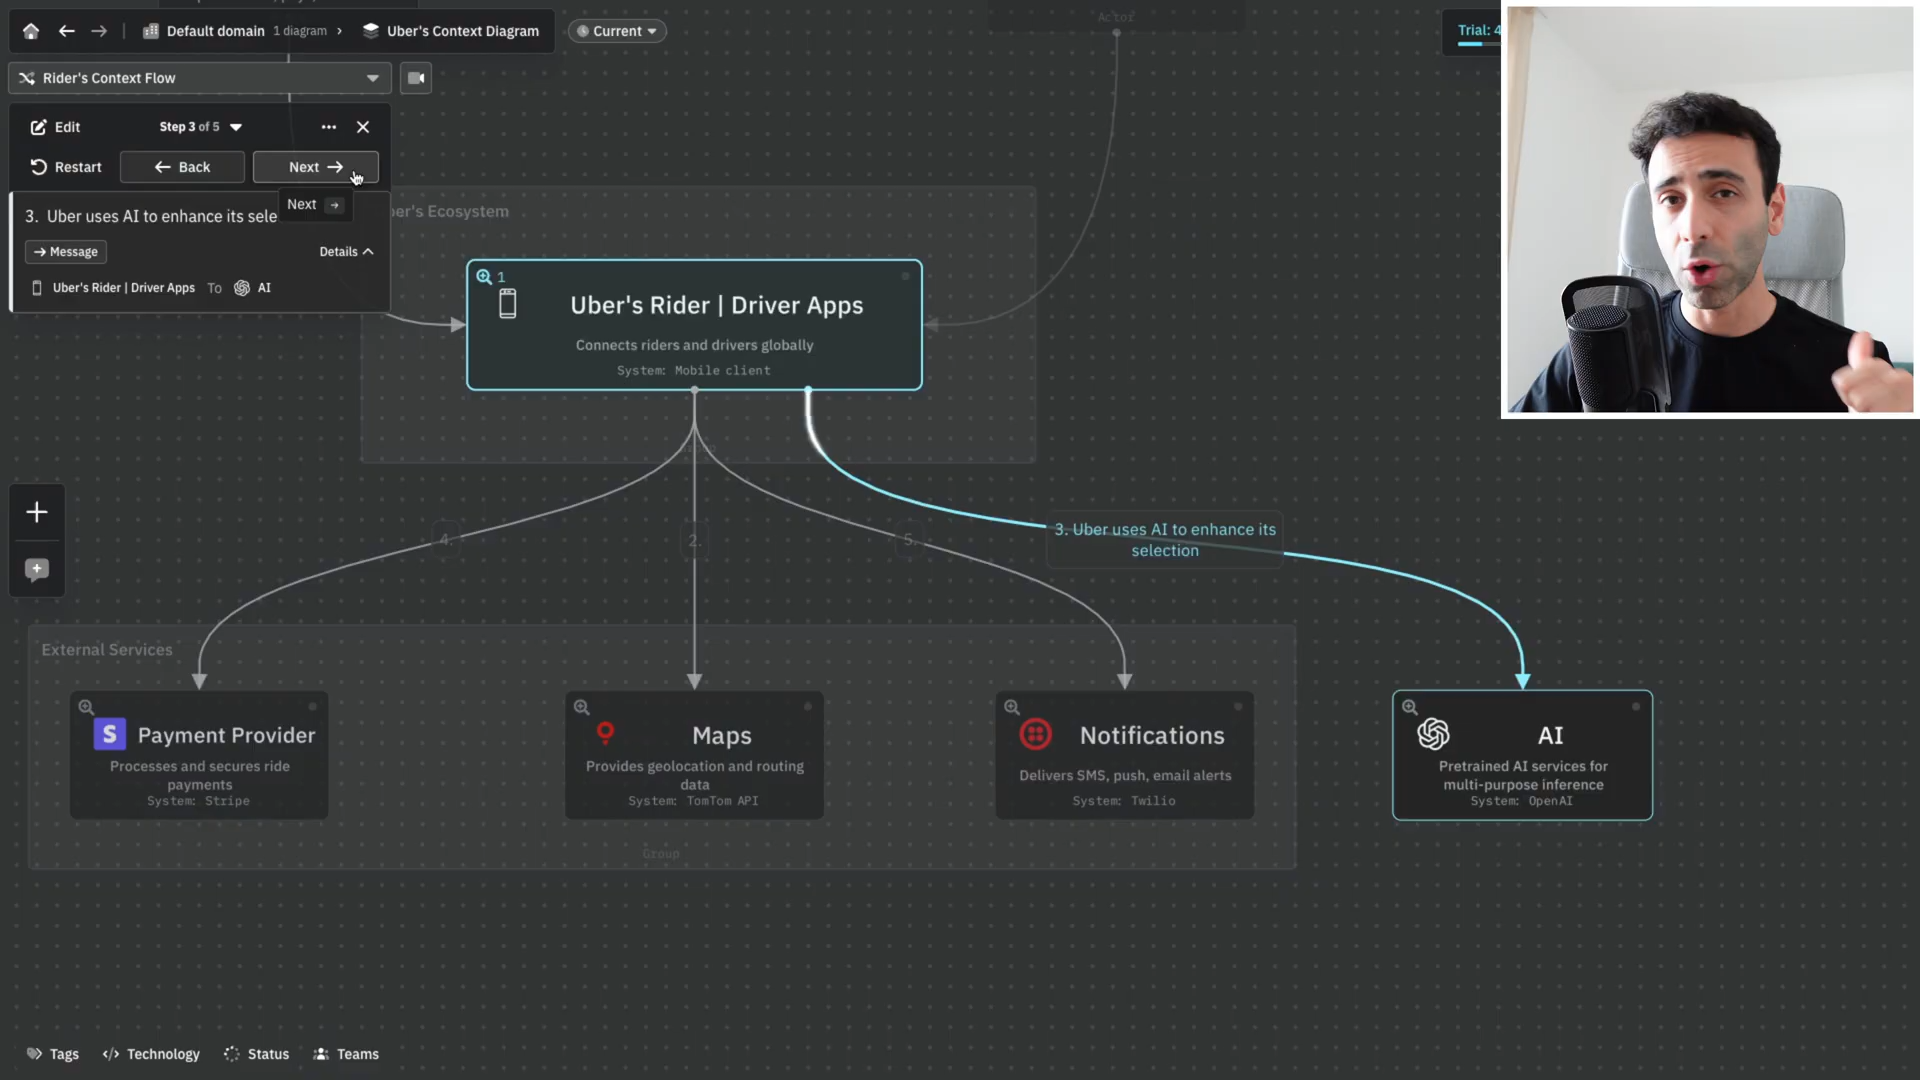 Default domain 1 diagram > Uber's Context Diagram
Current
Trial: 4
Actor
Rider's Context Flow
Edit
Step 3 of 5
Restart
Back
Next
Next
3. Uber uses AI to enhance its sele
Message
Details
Uber's Rider | Driver Apps To AI
er's Ecosystem
1
Uber's Rider | Driver Apps
Connects riders and drivers globally
System: Mobile client
4.
2.
5.
3. Uber uses AI to enhance its
selection
External Services
S
Payment Provider
Processes and secures ride
payments
System: Stripe
Maps
Provides geolocation and routing
data
System: TomTom API
Notifications
Delivers SMS, push, email alerts
System: Twilio
AI
Pretrained AI services for
multi-purpose inference
System: OpenAI
Group
Tags
Technology
Status
Teams